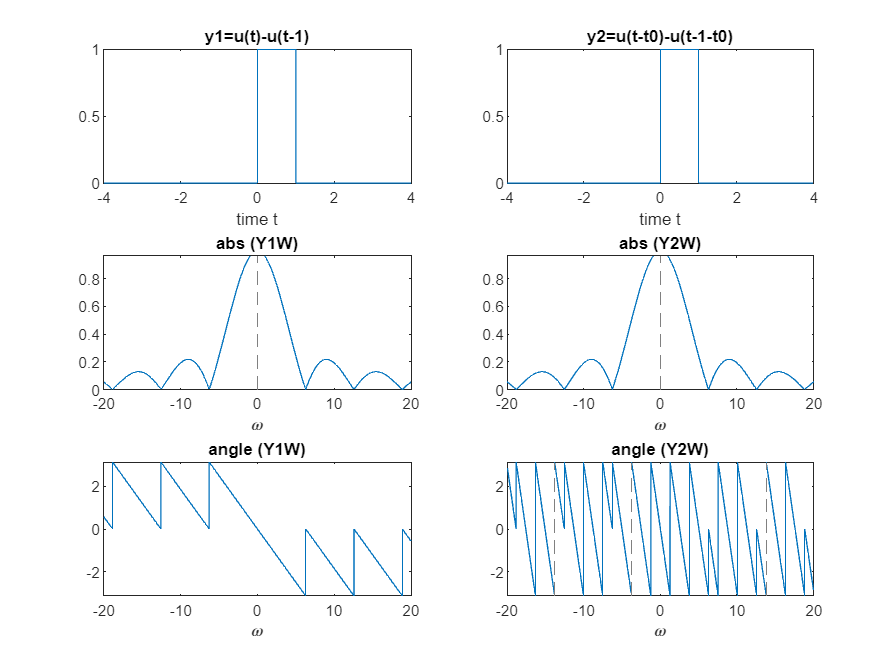 y1=u(t)-u(t-1)
1
0.5
0
-4 -2 0 2 4
time t
y2=u(t-t0)-u(t-1-t0)
1
0.5
0
-4 -2 0 2 4
time t
abs (Y1W)
0.8
0.6
0.4
0.2
0
-20 -10 0 10 20
ω
abs (Y2W)
0.8
0.6
0.4
0.2
0
-20 -10 0 10 20
ω
angle (Y1W)
2
0
-2
-20 -10 0 10 20
ω
angle (Y2W)
2
0
-2
-20 -10 0 10 20
ω